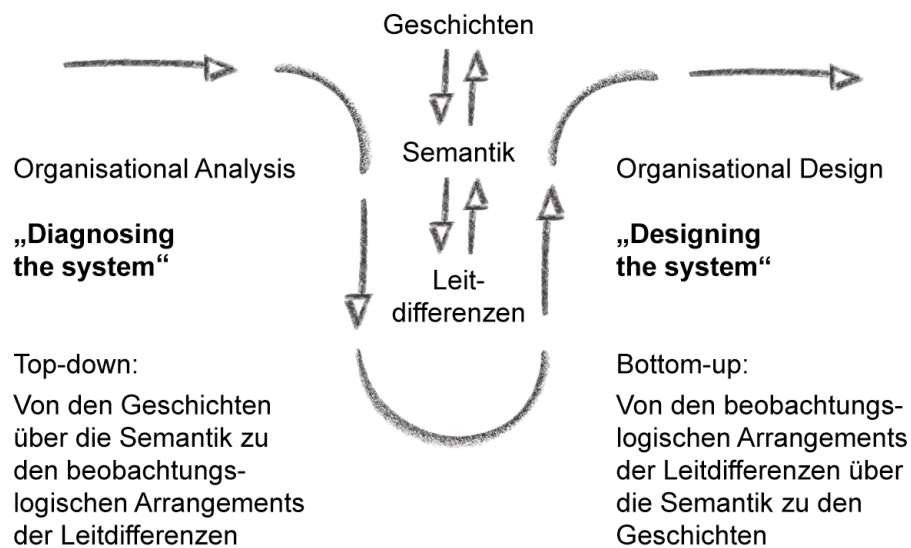 Geschichten
Semantik
Leit-
differenzen
Organisational Analysis
„Diagnosing
the system“
Top-down:
Von den Geschichten
über die Semantik zu
den beobachtungs-
logischen Arrangements
der Leitdifferenzen
Organisational Design
„Designing
the system“
Bottom-up:
Von den beobachtungs-
logischen Arrangements
der Leitdifferenzen über
die Semantik zu den
Geschichten